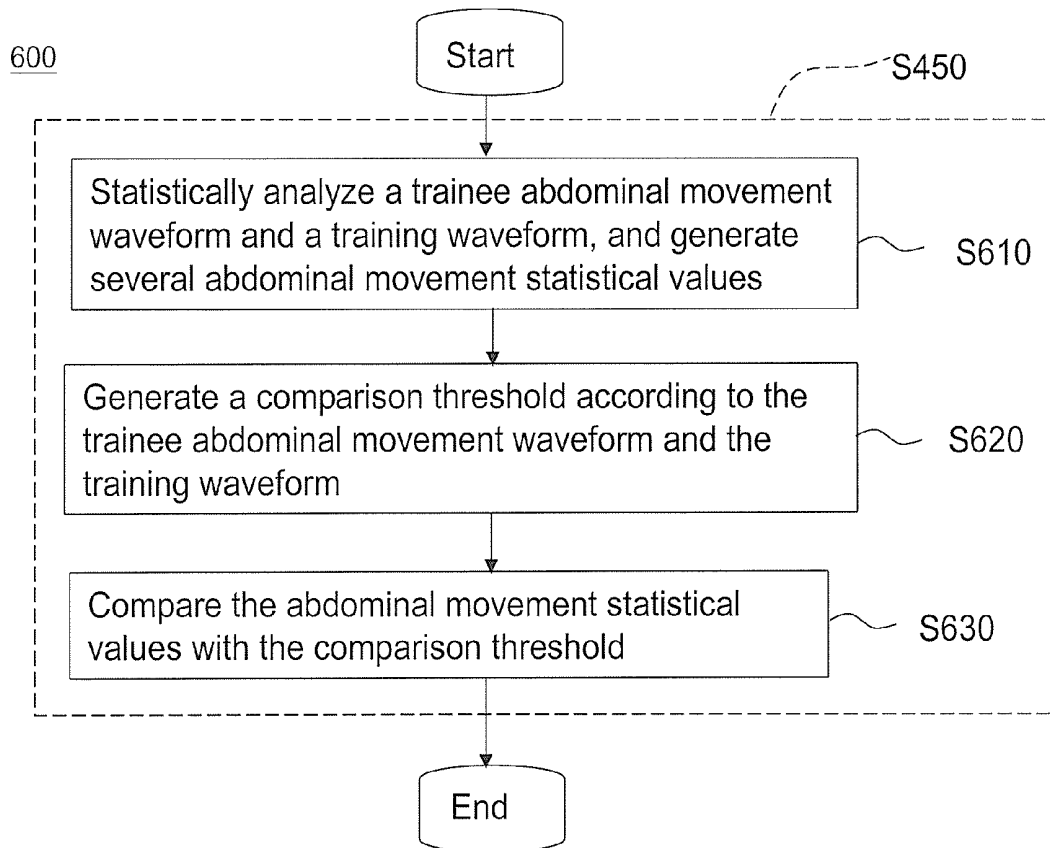 600
Start
S450
Statistically analyze a trainee abdominal movement
waveform and a training waveform, and generate
several abdominal movement statistical values
S610
Generate a comparison threshold according to the
trainee abdominal movement waveform and the
training waveform
S620
Compare the abdominal movement statistical
values with the comparison threshold
S630
End